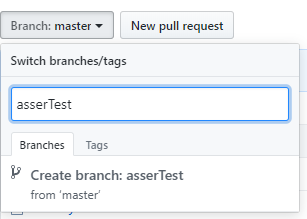 Branch: master
New pull request
Switch branches/tags
asserTest
Branches
Tags
Create branch: asserTest
from 'master'